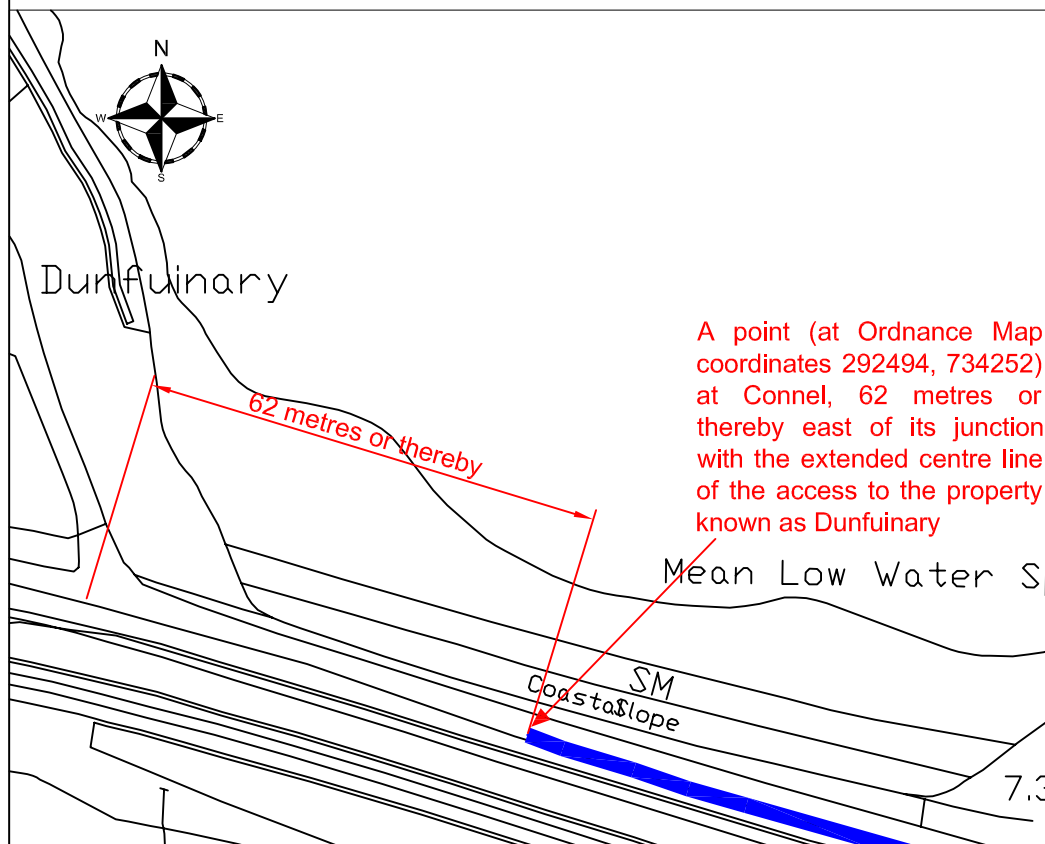 N
W
E
S
Dunfuinary
62 metres or thereby
A point (at Ordnance Map
coordinates 292494, 734252)
at Connel, 62 metres or
thereby east of its junction
with the extended centre line
of the access to the property
known as Dunfuinary
Mean Low Water
SM
Coastal Slope
7.3